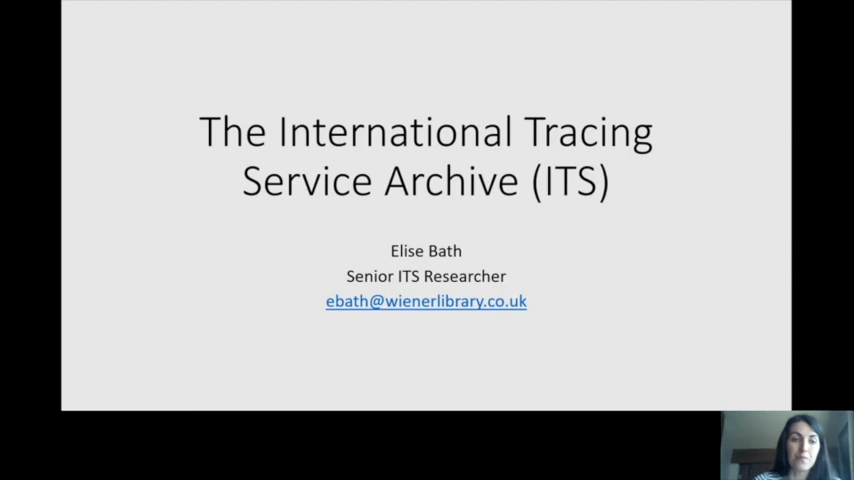 The International Tracing
Service Archive (ITS)
Elise Bath
Senior ITS Researcher
ebath@wienerlibrary.co.uk